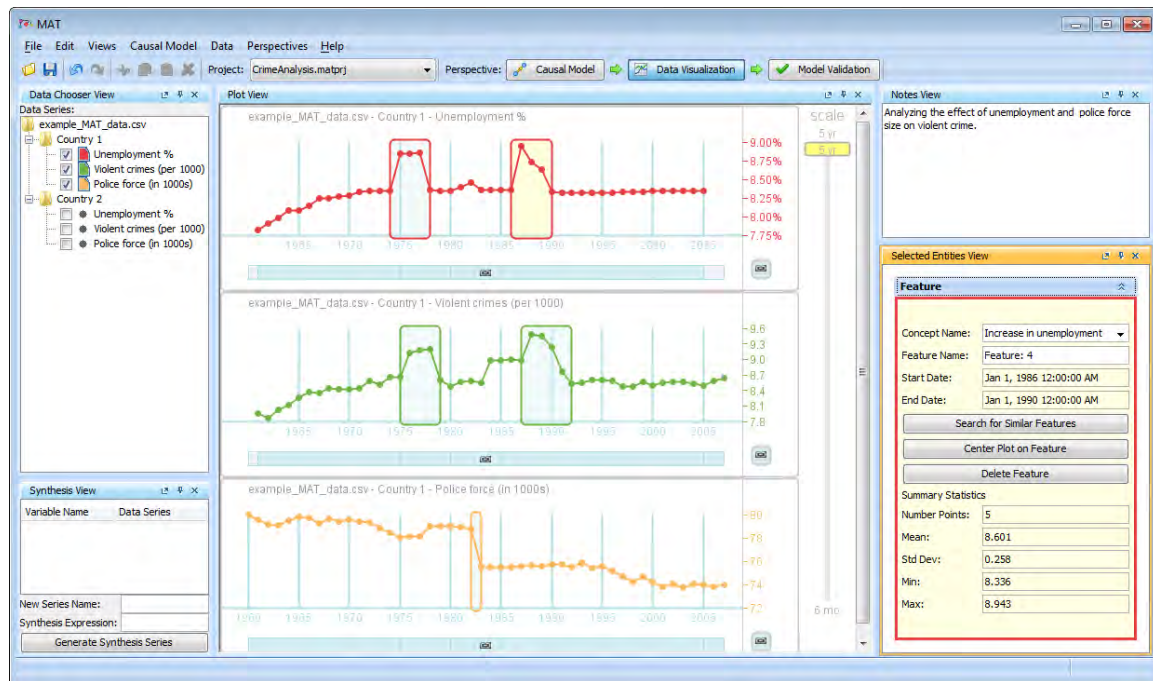 MAT
File Edit Views Causal Model Data Perspectives Help
Project: CrimeAnalysis.matprj Perspective: Causal Model Data Visualization Model Validation
Data Chooser View
Data Series:
example_MAT_data.csv
Country 1
Unemployment %
Violent crimes (per 1000)
Police force (in 1000s)
Country 2
Unemployment %
Violent crimes (per 1000)
Police force (in 1000s)
Synthesis View
Variable Name Data Series
New Series Name:
Synthesis Expression:
Generate Synthesis Series
Plot View
example_MAT_data.csv - Country 1 - Unemployment %
9.00%
8.75%
8.50%
8.25%
8.00%
7.75%
1965 1970 1975 1980 1985 1990 1995 2000 2005
example_MAT_data.csv - Country 1 - Violent crimes (per 1000)
9.6
9.3
9.0
8.7
8.4
8.1
7.8
1965 1970 1975 1980 1985 1990 1995 2000 2005
example_MAT_data.csv - Country 1 - Police force (in 1000s)
80
78
76
74
72
1960 1965 1970 1975 1980 1985 1990 1995 2000 2005
scale
5 yr
5 yr
6 mo
Notes View
Analyzing the effect of unemployment and police force
size on violent crime.
Selected Entities View
Feature
Concept Name: Increase in unemployment
Feature Name: Feature: 4
Start Date: Jan 1, 1986 12:00:00 AM
End Date: Jan 1, 1990 12:00:00 AM
Search for Similar Features
Center Plot on Feature
Delete Feature
Summary Statistics
Number Points: 5
Mean: 8.601
Std Dev: 0.258
Min: 8.336
Max: 8.943